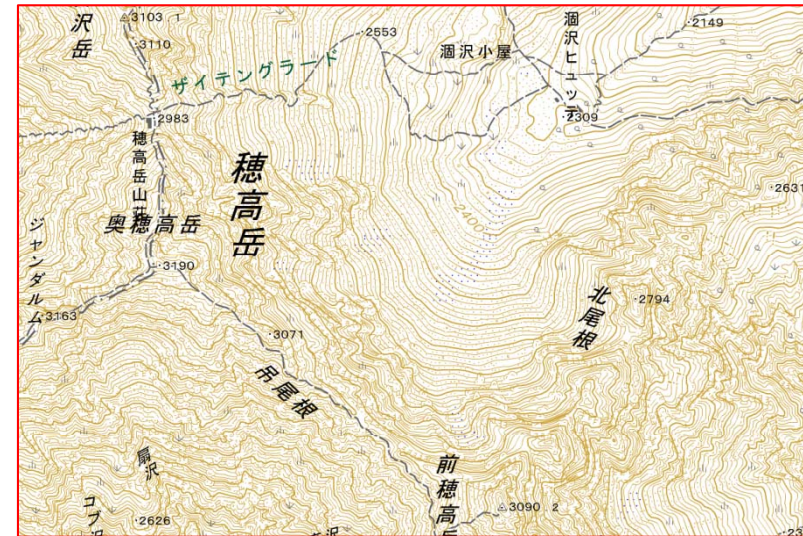 3103 1
沢岳
3110
2553
涸沢小屋
涸沢ヒュッテ
2149
ザイテングラード
2983
2309
穂高岳山荘
穂高岳
2400
2631
奥穂高岳
ジャンダルム
3190
3163
北尾根
2794
3071
吊尾根
扇沢
前穂高岳
3090 2
コブ沢
2626
沢